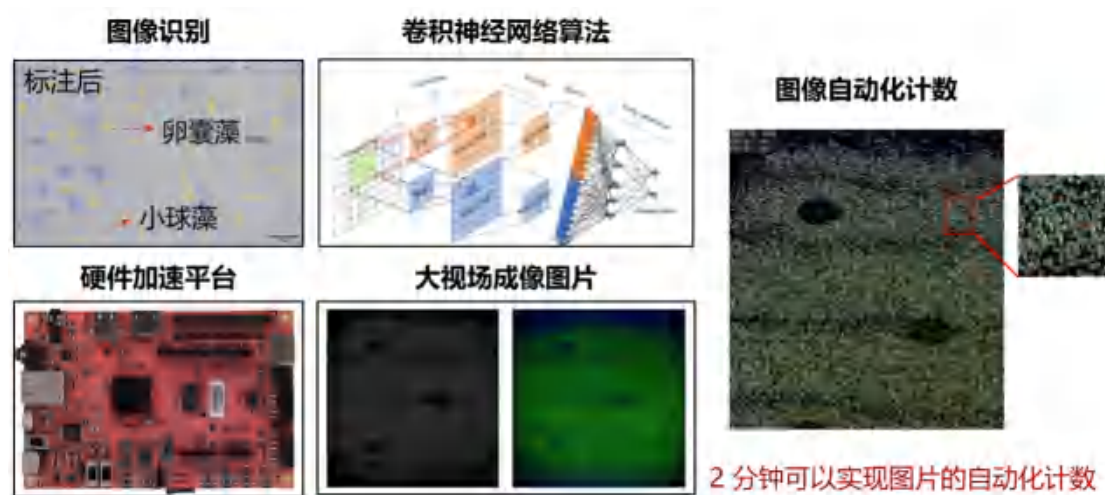 图像识别
卷积神经网络算法
标注后
卵囊藻
小球藻
硬件加速平台
大视场成像图片
图像自动化计数
2 分钟可以实现图片的自动化计数